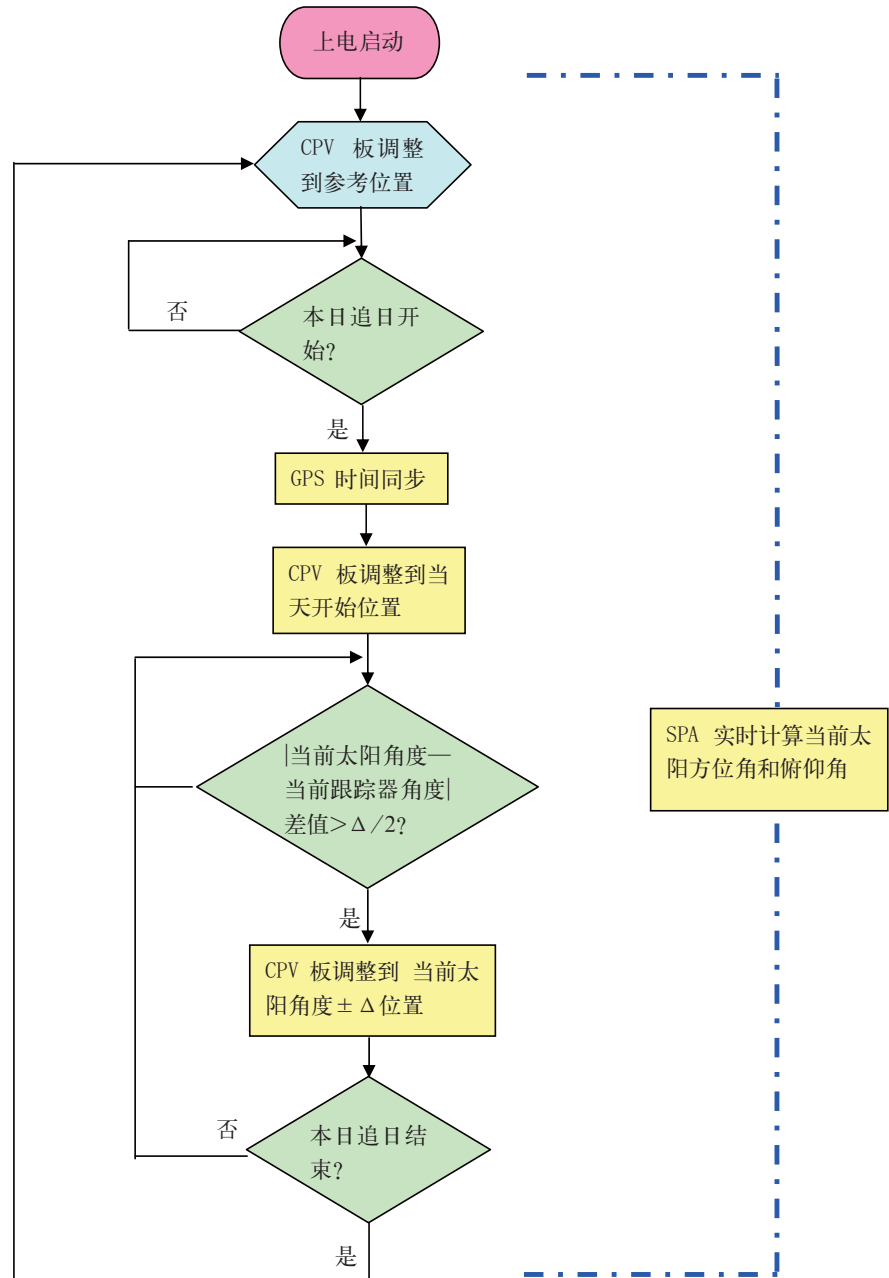 上电启动
CPV 板调整
到参考位置
否
本日追日开
始?
是
GPS 时间同步
CPV 板调整到当
天开始位置
|当前太阳角度—
当前跟踪器角度|
差值＞Δ/2?
SPA 实时计算当前太
阳方位角和俯仰角
是
CPV 板调整到 当前太
阳角度±Δ位置
否
本日追日结
束?
是